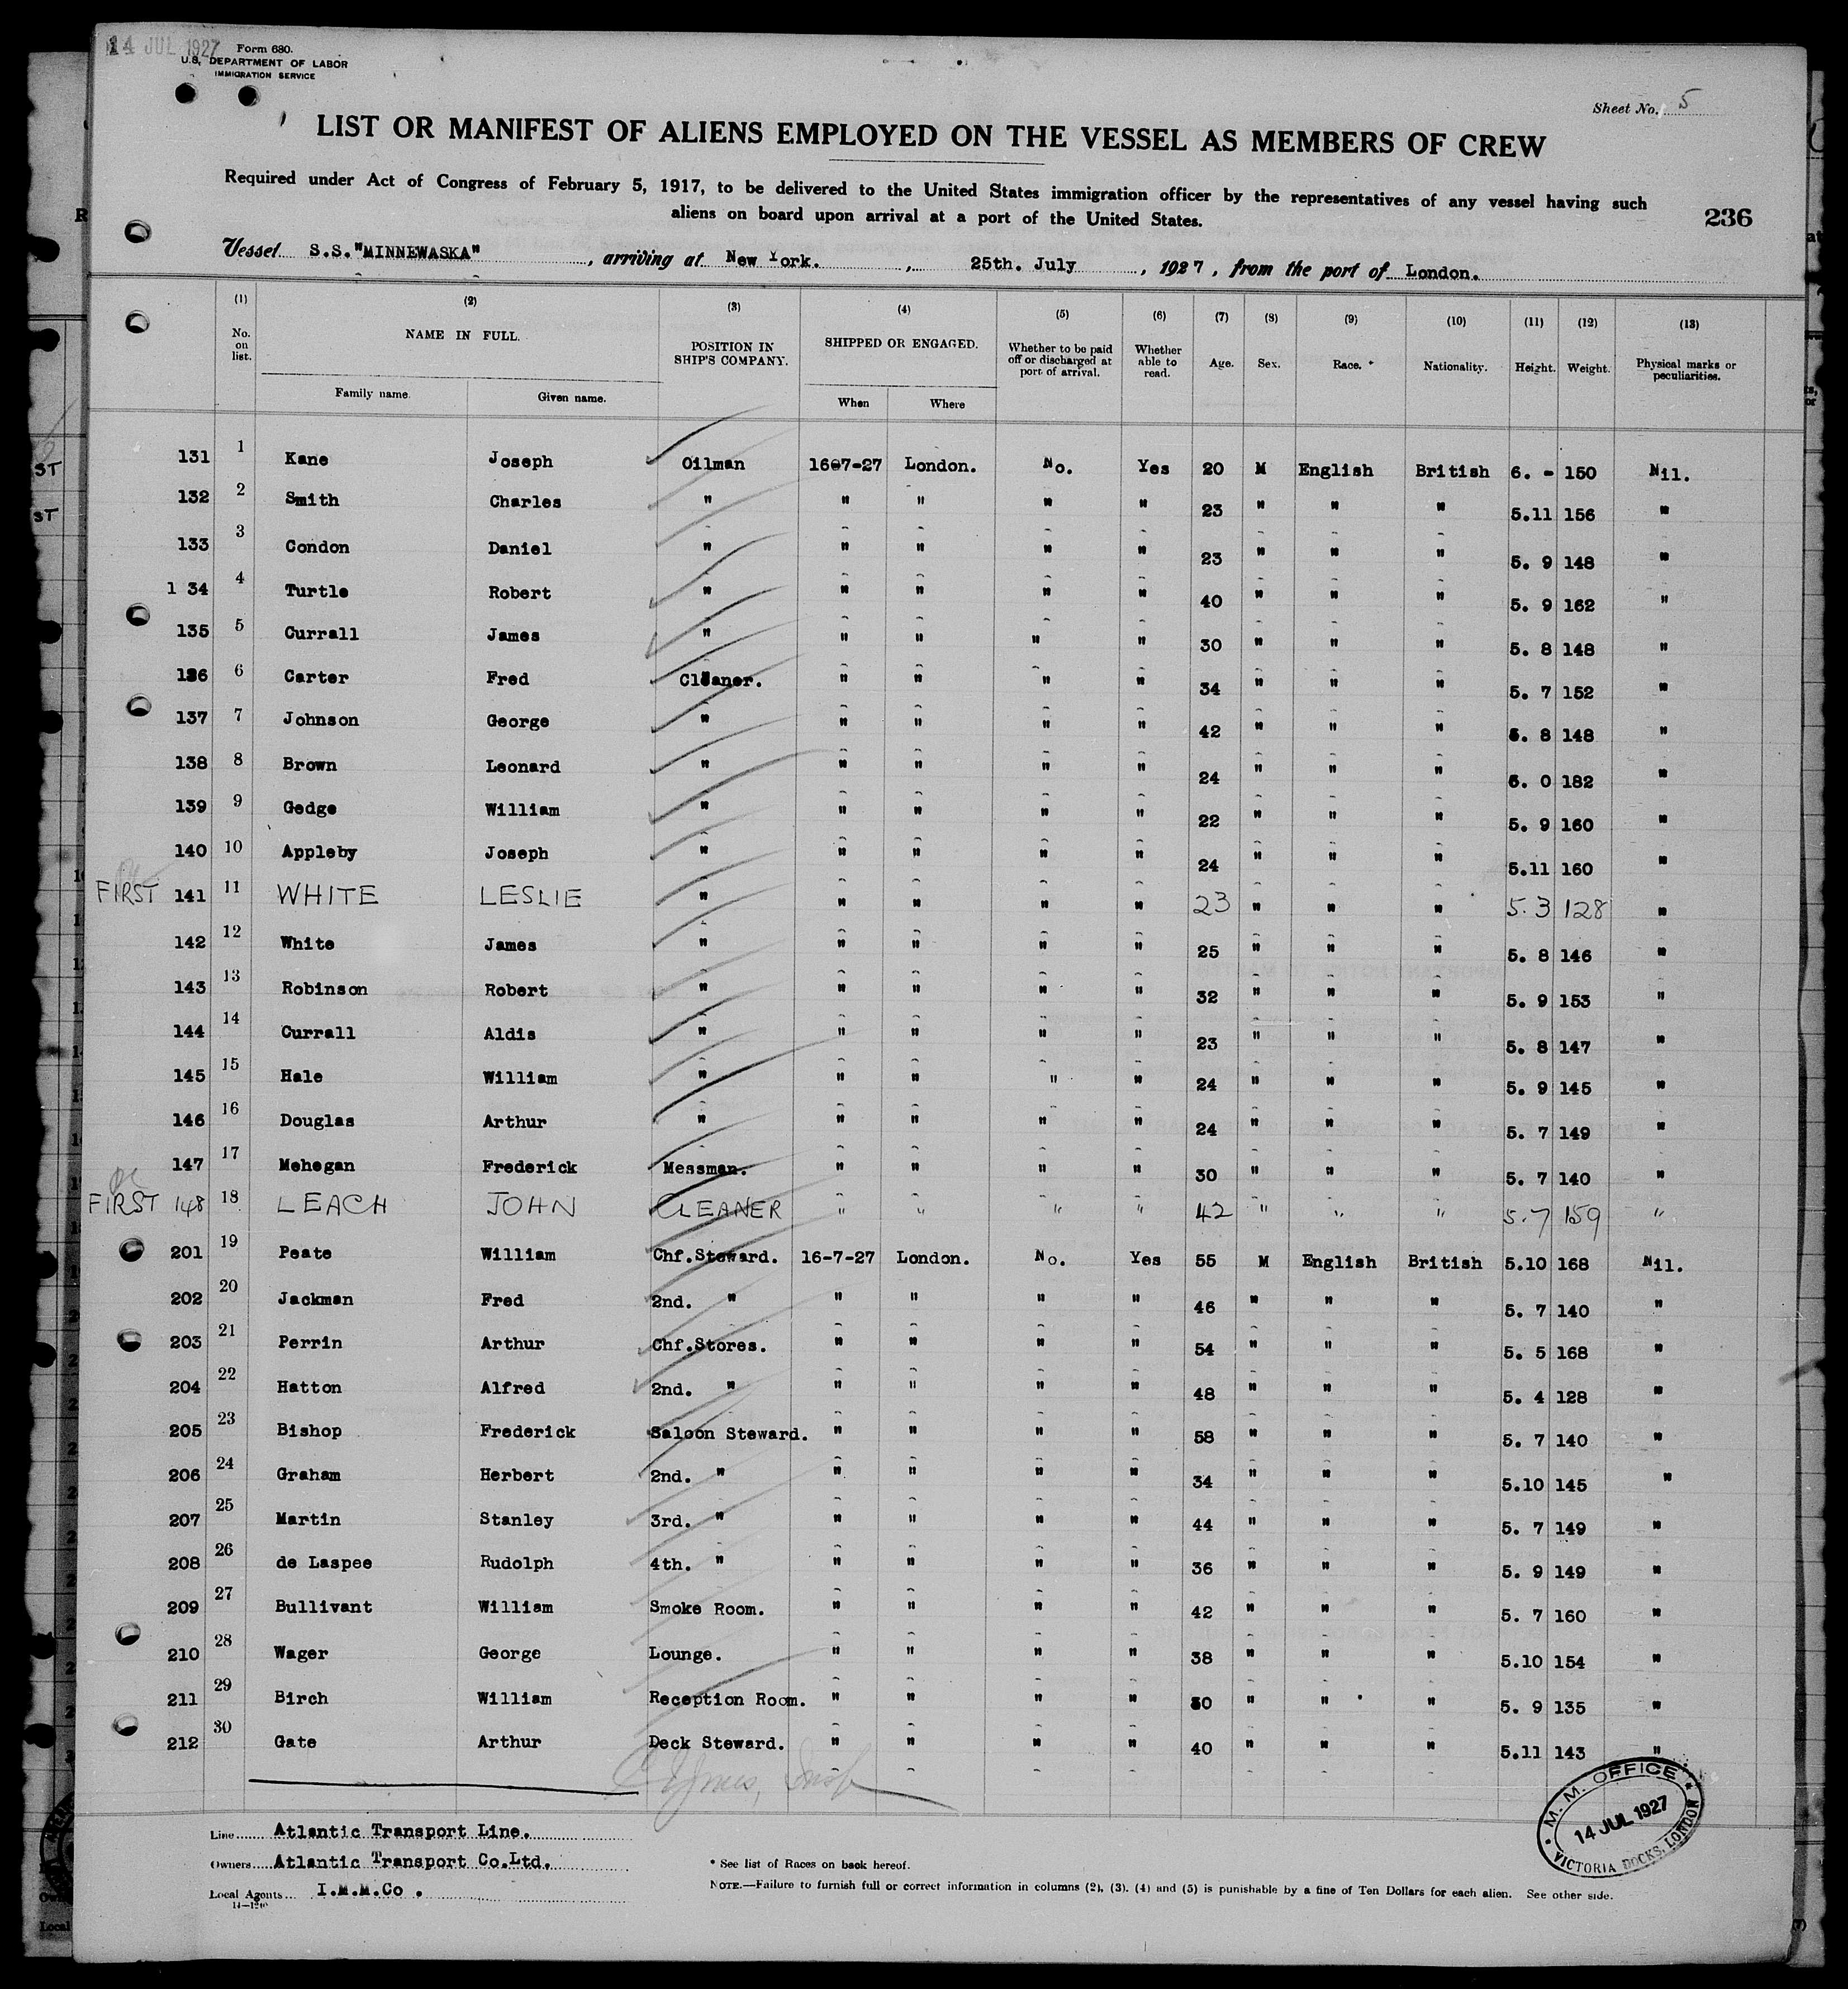 14 JUL 1927
Form 680.
U.S. DEPARTMENT OF LABOR
IMMIGRATION SERVICE
Sheet No. 5
LIST OR MANIFEST OF ALIENS EMPLOYED ON THE VESSEL AS MEMBERS OF CREW
Required under Act of Congress of February 5, 1917, to be delivered to the United States immigration officer by the representatives of any vessel having such
aliens on board upon arrival at a port of the United States.
236
Vessel S.S."MINNEWASKA", arriving at New York., 25th. July, 1927, from the port of London.
(1) (2) (3) (4) (5) (6) (7) (8) (9) (10) (11) (12) (13)
No. on list. NAME IN FULL. POSITION IN SHIP'S COMPANY. SHIPPED OR ENGAGED. Whether to be paid off or discharged at port of arrival. Whether able to read. Age. Sex. Race. * Nationality. Height. Weight. Physical marks or peculiarities.
Family name. Given name. When Where
131 1 Kane Joseph Oilman 16-7-27 London. No. Yes 20 M English British 6. - 150 Nil.
132 2 Smith Charles " " " " " 23 " " " 5.11 156 "
133 3 Condon Daniel " " " " " 23 " " " 5. 9 148 "
1 34 4 Turtle Robert " " " " " 40 " " " 5. 9 162 "
135 5 Currall James " " " " " 30 " " " 5. 8 148 "
136 6 Carter Fred Cleaner. " " " " 34 " " " 5. 7 152 "
137 7 Johnson George " " " " " 42 " " " 5. 8 148 "
138 8 Brown Leonard " " " " " 24 " " " 6. 0 182 "
139 9 Gedge William " " " " " 22 " " " 5. 9 160 "
140 10 Appleby Joseph " " " " " 24 " " " 5.11 160 "
FIRST 141 11 WHITE LESLIE " " " " " 23 " " " 5.3 128 "
142 12 White James " " " " " 25 " " " 5. 8 146 "
143 13 Robinson Robert " " " " " 32 " " " 5. 9 153 "
144 14 Currall Aldis " " " " " 23 " " " 5. 8 147 "
145 15 Hale William " " " " " 24 " " " 5. 9 145 "
146 16 Douglas Arthur " " " " " 24 " " " 5. 7 149 "
147 17 Mehegan Frederick Messman. " " " " 30 " " " 5. 7 140 "
FIRST 148 18 LEACH JOHN CLEANER " " " " 42 " " " 5.7 159 "
201 19 Peate William Chf.Steward. 16-7-27 London. No. Yes 55 M English British 5.10 168 Nil.
202 20 Jackman Fred 2nd. " " " " " 46 " " " 5. 7 140 "
203 21 Perrin Arthur Chf.Stores. " " " " 54 " " " 5. 5 168 "
204 22 Hatton Alfred 2nd. " " " " " 48 " " " 5. 4 128 "
205 23 Bishop Frederick Saloon Steward. " " " " 58 " " " 5. 7 140 "
206 24 Graham Herbert 2nd. " " " " " 34 " " " 5.10 145 "
207 25 Martin Stanley 3rd. " " " " " 44 " " " 5. 7 149 "
208 26 de Laspee Rudolph 4th. " " " " " 36 " " " 5. 9 149 "
209 27 Bullivant William Smoke Room. " " " " 42 " " " 5. 7 160 "
210 28 Wager George Lounge. " " " " 38 " " " 5.10 154 "
211 29 Birch William Reception Room. " " " " " " " 5. 9 135 "
212 30 Gate Arthur Deck Steward. " " " " 40 " " " 5.11 143 "
M. M. OFFICE
14 JUL 1927
VICTORIA DOCKS, LONDON
Line Atlantic Transport Line.
Owners Atlantic Transport Co.Ltd.
Local Agents I.M.M.Co .
* See list of Races on back hereof.
NOTE.—Failure to furnish full or correct information in columns (2), (3), (4) and (5) is punishable by a fine of Ten Dollars for each alien. See other side.